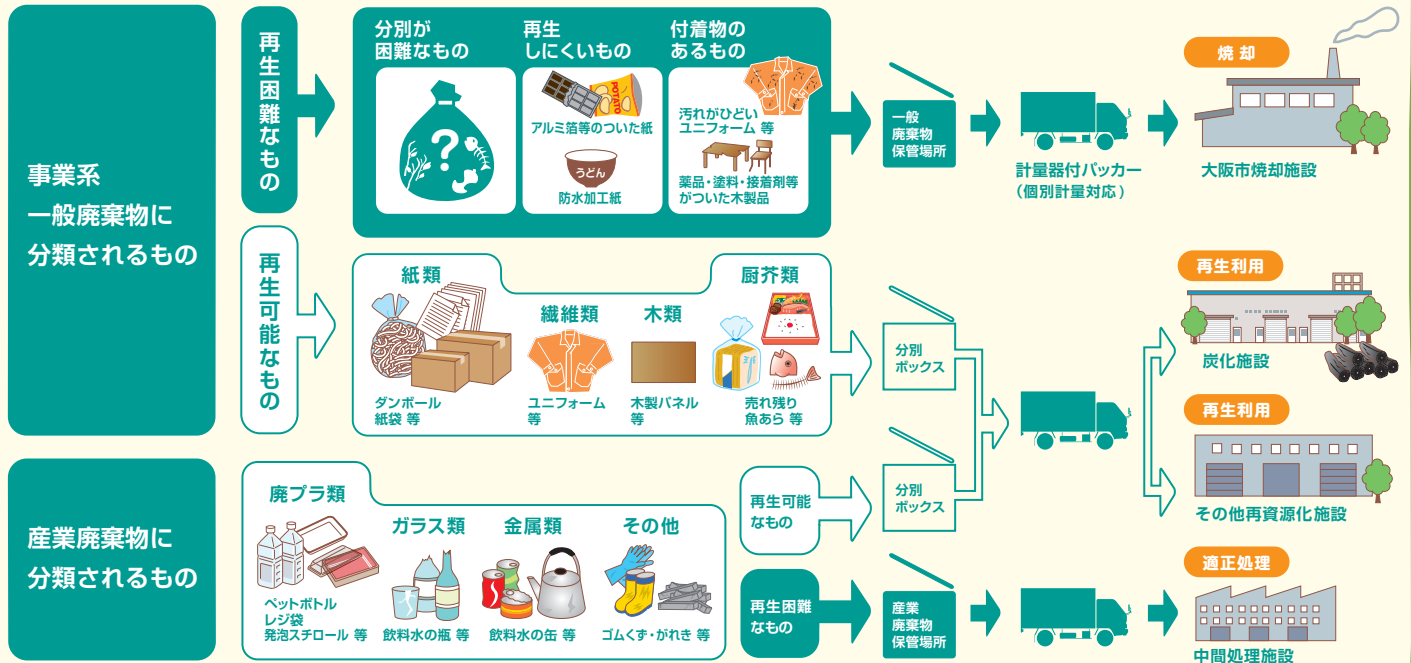 事業系
一般廃棄物に
分類されるもの
再生困難なもの
分別が
困難なもの
?
再生
しにくいもの
POTATO
アルミ箔等のついた紙
うどん
防水加工紙
付着物の
あるもの
汚れがひどい
ユニフォーム 等
薬品・塗料・接着剤等
がついた木製品
一般
廃棄物
保管場所
計量器付パッカー
(個別計量対応)
焼却
大阪市焼却施設
再生可能なもの
紙類
ダンボール
紙袋 等
繊維類
ユニフォーム
等
木類
木製パネル
等
厨芥類
売れ残り
魚あら 等
分別
ボックス
再生利用
炭化施設
再生利用
その他再資源化施設
産業廃棄物に
分類されるもの
廃プラ類
ペットボトル
レジ袋
発泡スチロール 等
ガラス類
飲料水の瓶 等
金属類
飲料水の缶 等
その他
ゴムくず・がれき 等
再生可能
なもの
分別
ボックス
再生困難
なもの
産業
廃棄物
保管場所
適正処理
中間処理施設